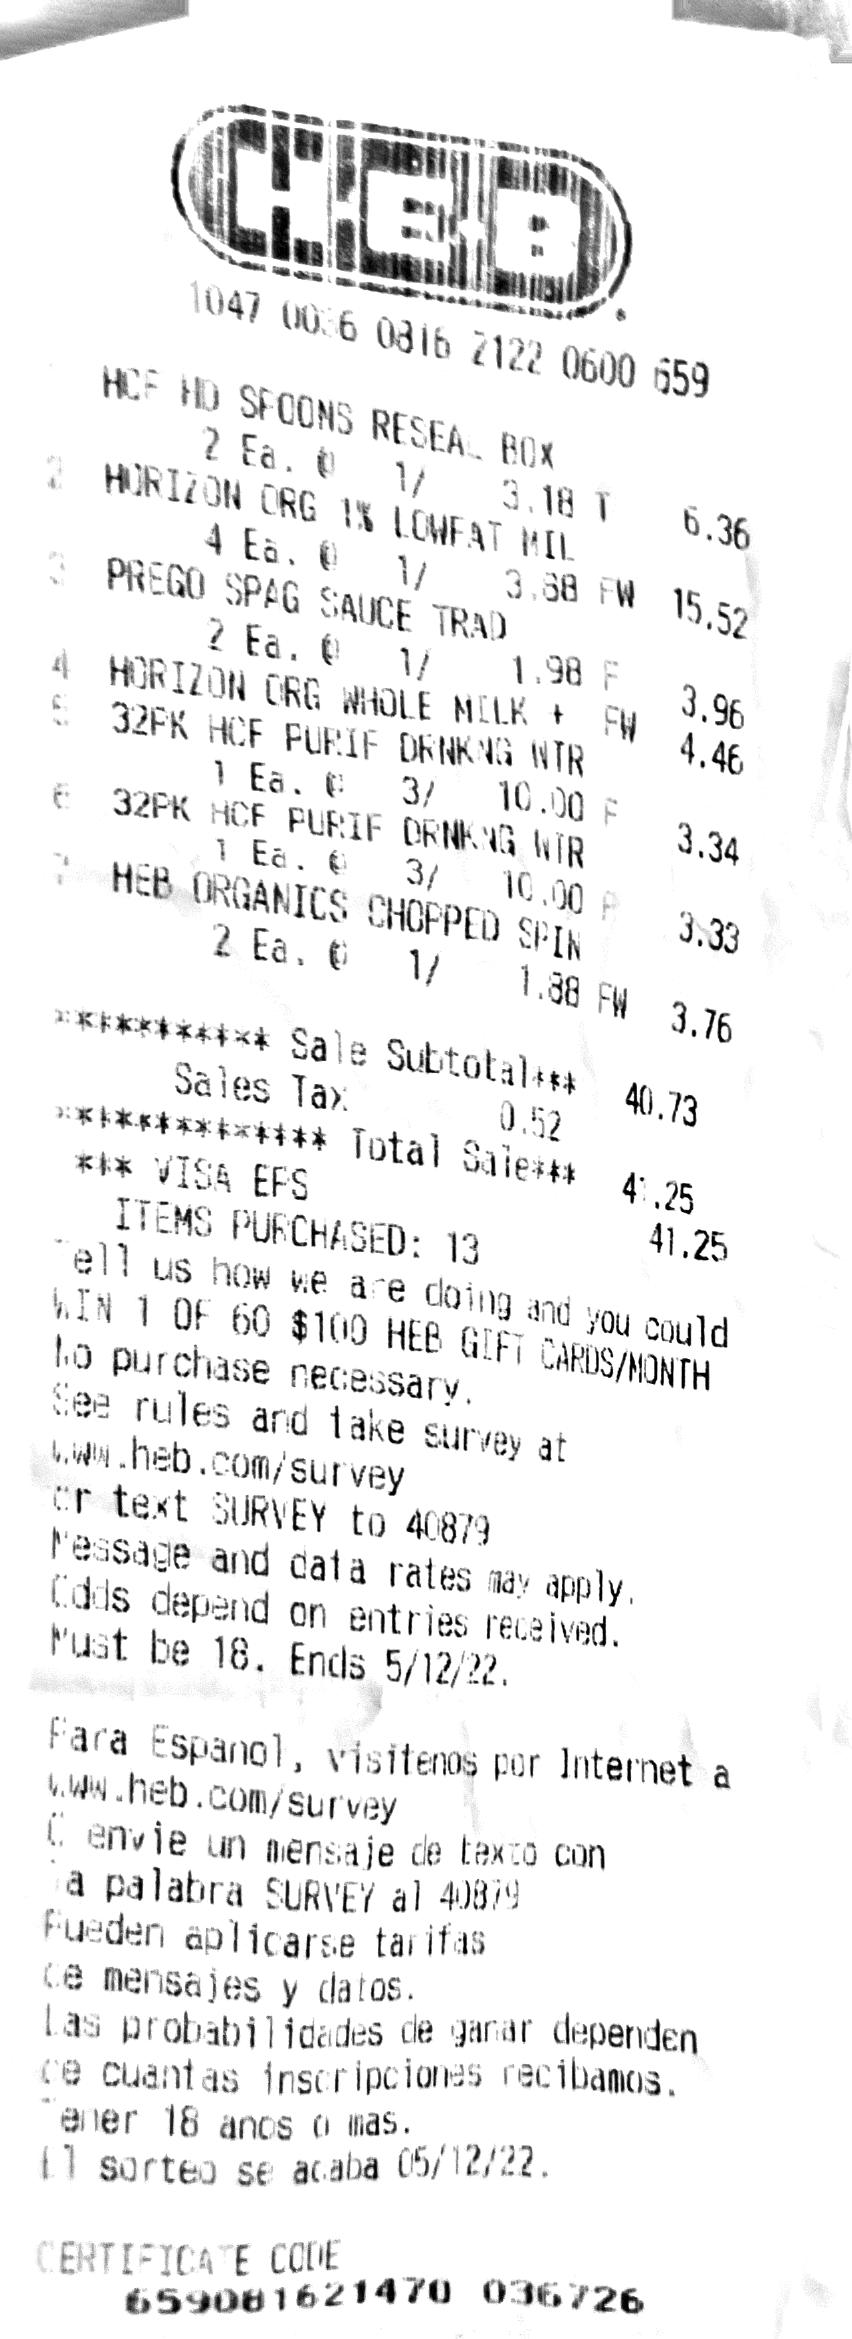 H-E-B
1047 0036 0816 2122 0600 659
HCF HD SPOONS RESEAL BOX
2 Ea. @ 1/ 3.18 T 6.36
2 HORIZON ORG 1% LOWFAT MIL
4 Ea. @ 1/ 3.88 FW 15.52
3 PREGO SPAG SAUCE TRAD
2 Ea. @ 1/ 1.98 F 3.96
4 HORIZON ORG WHOLE MILK + FW 4.46
5 32PK HCF PURIF DRNKNG WTR
1 Ea. @ 3/ 10.00 F 3.34
6 32PK HCF PURIF DRNKNG WTR
1 Ea. @ 3/ 10.00 F 3.33
7 HEB ORGANICS CHOPPED SPIN
2 Ea. @ 1/ 1.88 FW 3.76
*********** Sale Subtotal*** 40.73
Sales Tax 0.52
************** Total Sale*** 41.25
*** VISA EPS 41.25
ITEMS PURCHASED: 13
Tell us how we are doing and you could
WIN 1 OF 60 $100 HEB GIFT CARDS/MONTH
No purchase necessary.
See rules and take survey at
www.heb.com/survey
or text SURVEY to 40879
Message and data rates may apply.
Odds depend on entries received.
Must be 18. Ends 5/12/22.
Para Espanol, visitenos por Internet a
www.heb.com/survey
O envie un mensaje de texto con
la palabra SURVEY al 40879
Pueden aplicarse tarifas
de mensajes y datos.
Las probabilidades de ganar dependen
de cuantas inscripciones recibamos.
Tener 18 anos o mas.
El sorteo se acaba 05/12/22.
CERTIFICATE CODE
659081621470 036726